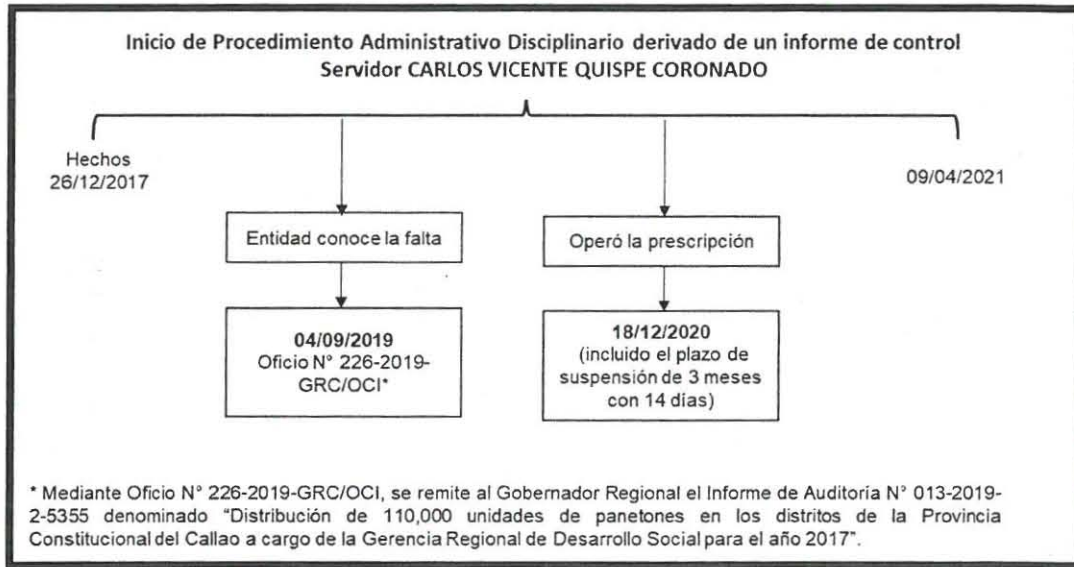 Inicio de Procedimiento Administrativo Disciplinario derivado de un informe de control
Servidor CARLOS VICENTE QUISPE CORONADO
Hechos
26/12/2017
09/04/2021
Entidad conoce la falta
Operó la prescripción
04/09/2019
Oficio N° 226-2019-
GRC/OCI*
18/12/2020
(incluido el plazo de
suspensión de 3 meses
con 14 días)
* Mediante Oficio N° 226-2019-GRC/OCI, se remite al Gobernador Regional el Informe de Auditoría N° 013-2019-
2-5355 denominado "Distribución de 110,000 unidades de panetones en los distritos de la Provincia
Constitucional del Callao a cargo de la Gerencia Regional de Desarrollo Social para el año 2017".